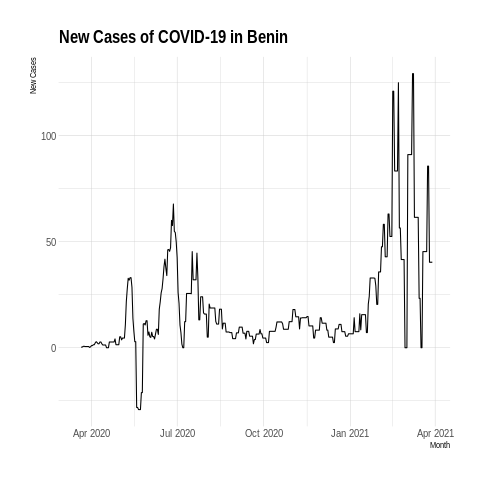 New Cases of COVID-19 in Benin
New Cases
100
50
0
Apr 2020 Jul 2020 Oct 2020 Jan 2021 Apr 2021
Month